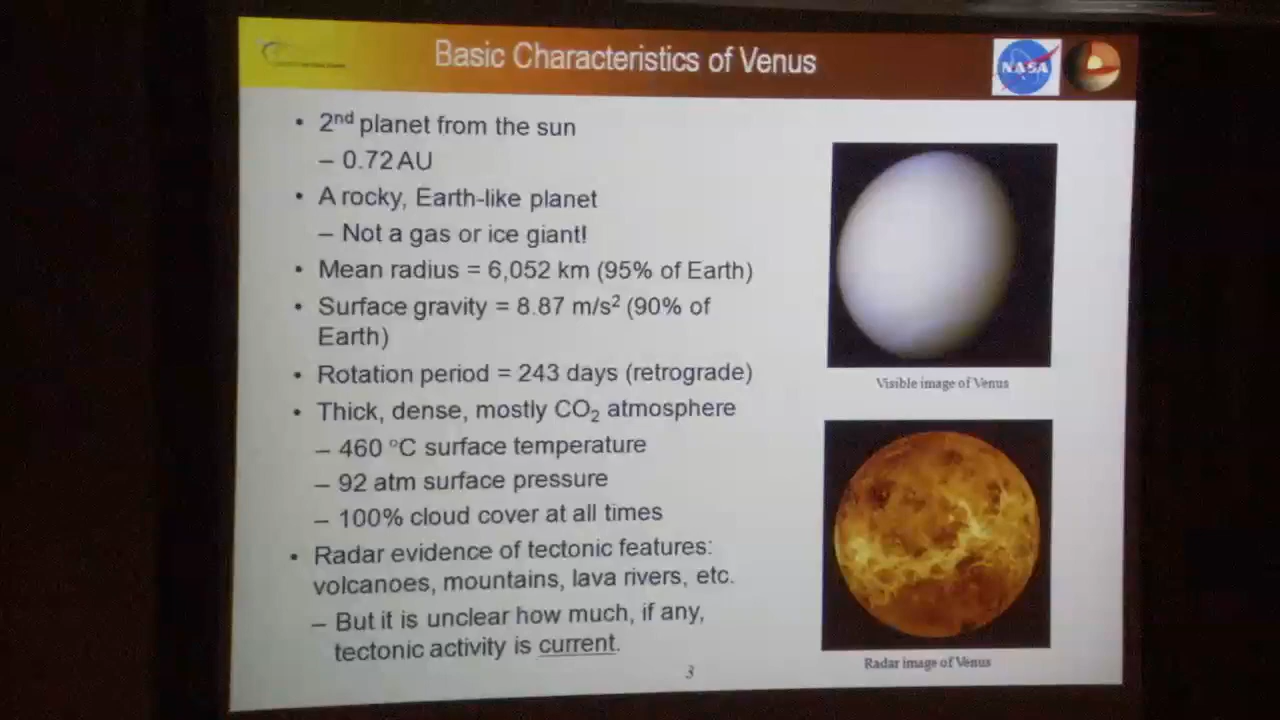 Basic Characteristics of Venus
NASA
• 2nd planet from the sun
– 0.72 AU
• A rocky, Earth-like planet
– Not a gas or ice giant!
• Mean radius = 6,052 km (95% of Earth)
• Surface gravity = 8.87 m/s² (90% of
Earth)
• Rotation period = 243 days (retrograde)
• Thick, dense, mostly CO₂ atmosphere
– 460 °C surface temperature
– 92 atm surface pressure
– 100% cloud cover at all times
• Radar evidence of tectonic features:
volcanoes, mountains, lava rivers, etc.
– But it is unclear how much, if any,
tectonic activity is current.
Visible image of Venus
Radar image of Venus
3